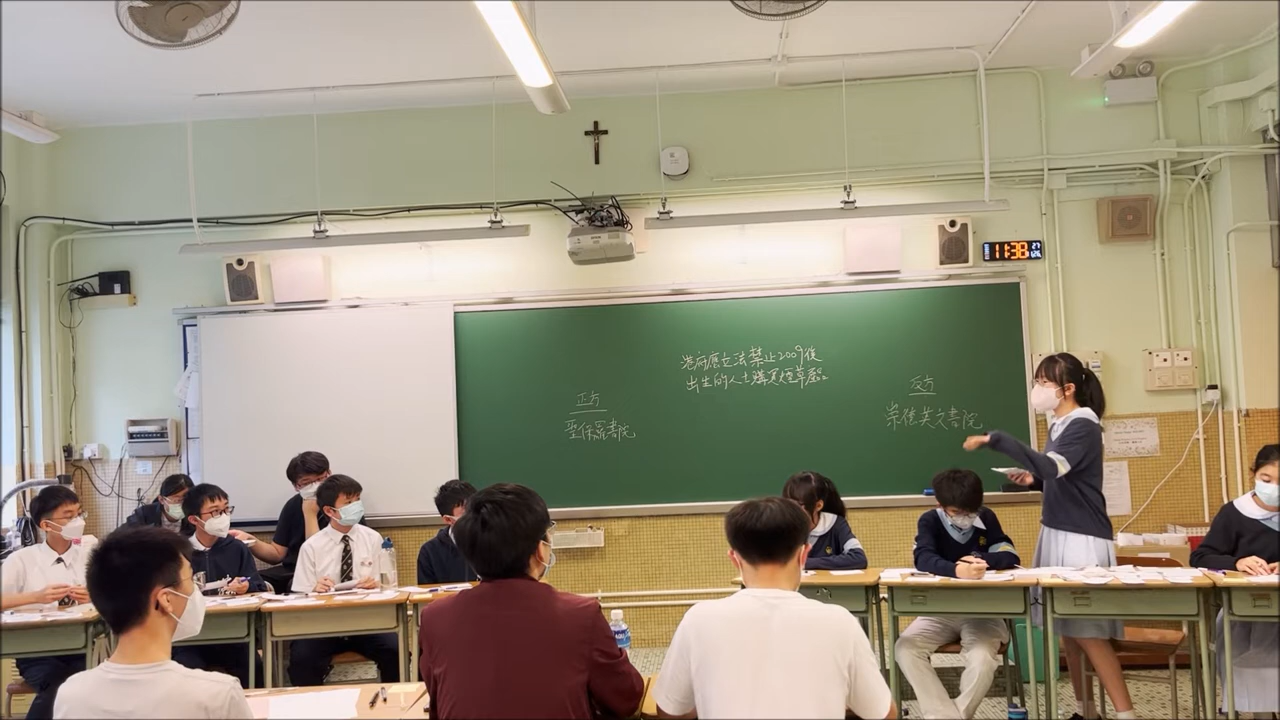 港府應立法禁止2009後
出生的人士購買煙草產品
正方
聖保羅書院
反方
崇德英文書院
11:38